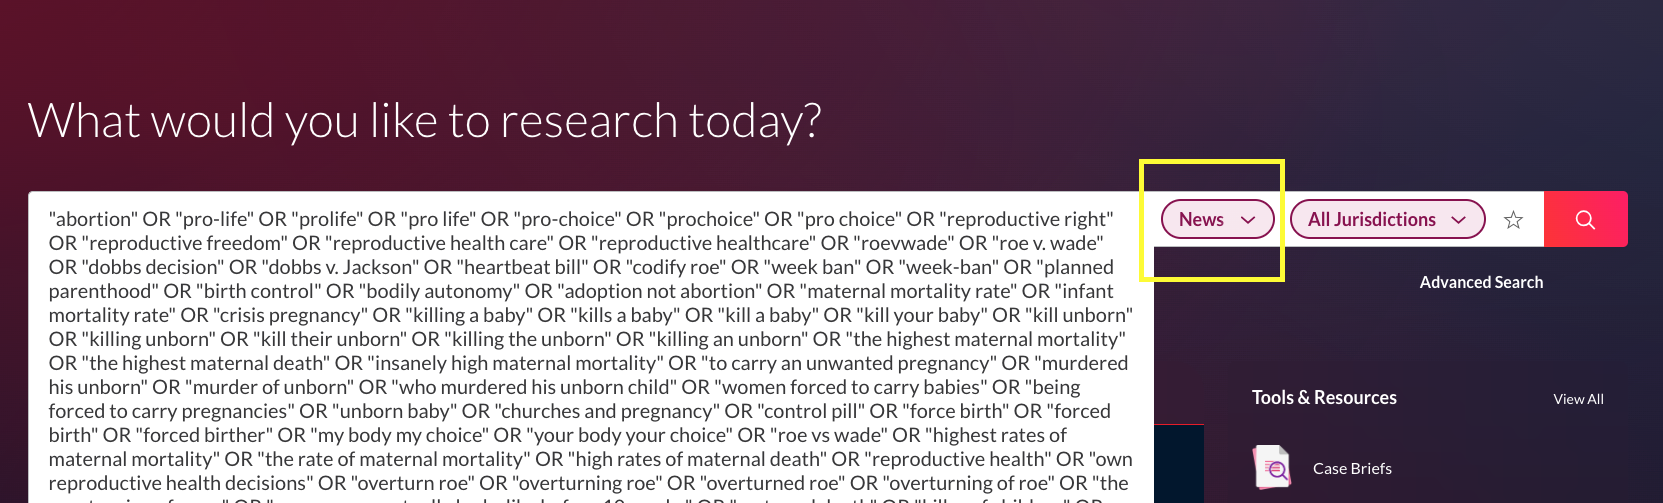 What would you like to research today?
"abortion" OR "pro-life" OR "prolife" OR "pro life" OR "pro-choice" OR "prochoice" OR "pro choice" OR "reproductive right"
OR "reproductive freedom" OR "reproductive health care" OR "reproductive healthcare" OR "roevwade" OR "roe v. wade"
OR "dobbs decision" OR "dobbs v. Jackson" OR "heartbeat bill" OR "codify roe" OR "week ban" OR "week-ban" OR "planned
parenthood" OR "birth control" OR "bodily autonomy" OR "adoption not abortion" OR "maternal mortality rate" OR "infant
mortality rate" OR "crisis pregnancy" OR "killing a baby" OR "kills a baby" OR "kill a baby" OR "kill your baby" OR "kill unborn"
OR "killing unborn" OR "kill their unborn" OR "killing the unborn" OR "killing an unborn" OR "the highest maternal mortality"
OR "the highest maternal death" OR "insanely high maternal mortality" OR "to carry an unwanted pregnancy" OR "murdered
his unborn" OR "murder of unborn" OR "who murdered his unborn child" OR "women forced to carry babies" OR "being
forced to carry pregnancies" OR "unborn baby" OR "churches and pregnancy" OR "control pill" OR "force birth" OR "forced
birth" OR "forced birther" OR "my body my choice" OR "your body your choice" OR "roe vs wade" OR "highest rates of
maternal mortality" OR "the rate of maternal mortality" OR "high rates of maternal death" OR "reproductive health" OR "own
reproductive health decisions" OR "overturn roe" OR "overturning roe" OR "overturned roe" OR "overturning of roe" OR "the
News
All Jurisdictions
Advanced Search
Tools & Resources
View All
Case Briefs